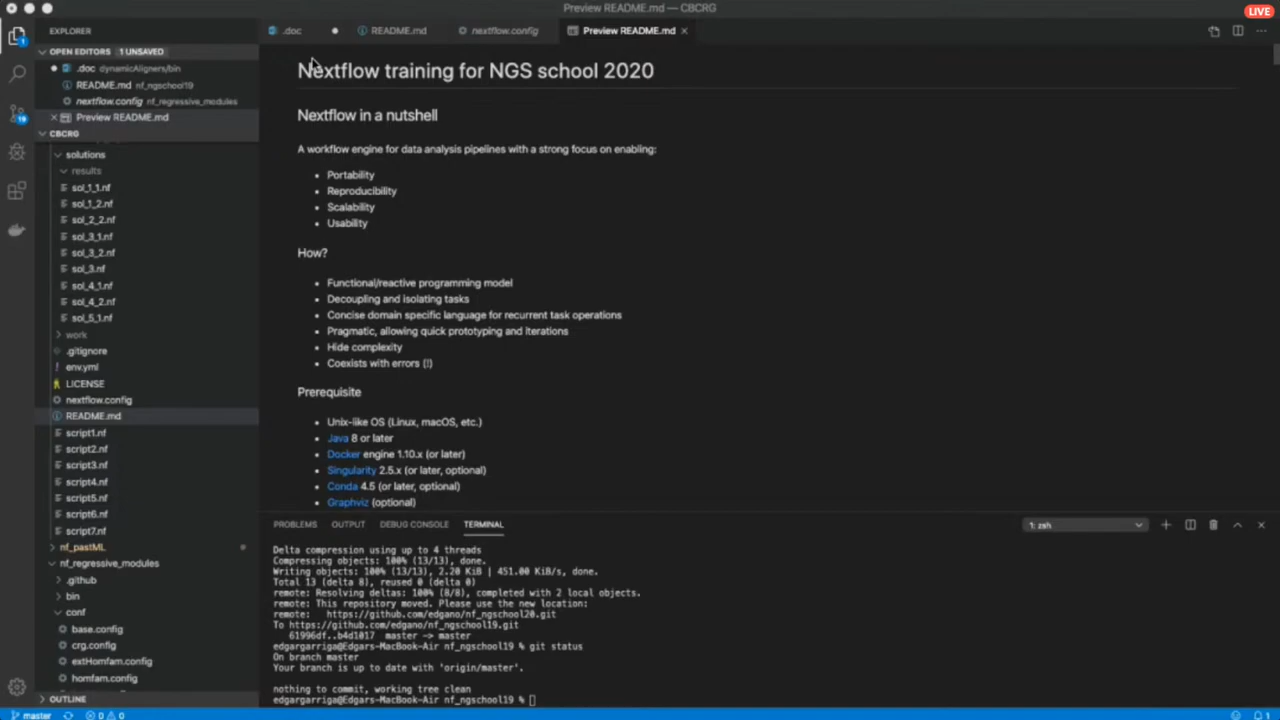 Preview README.md — CBCRG
LIVE
EXPLORER
.doc
README.md
nextflow.config
Preview README.md
OPEN EDITORS 1 UNSAVED
.doc dynamicAligners/bin
README.md nf_ngschool19
nextflow.config nf_regressive_modules
Preview README.md
CBCRG
solutions
results
sol_1_1.nf
sol_1_2.nf
sol_2_2.nf
sol_3_1.nf
sol_3_2.nf
sol_3.nf
sol_4_1.nf
sol_4_2.nf
sol_5_1.nf
work
.gitignore
env.yml
LICENSE
nextflow.config
README.md
script1.nf
script2.nf
script3.nf
script4.nf
script5.nf
script6.nf
script7.nf
nf_pastML
nf_regressive_modules
.github
bin
conf
base.config
crg.config
extHomfam.config
homfam.config
OUTLINE
1
19
Nextflow training for NGS school 2020
Nextflow in a nutshell
A workflow engine for data analysis pipelines with a strong focus on enabling:
Portability
Reproducibility
Scalability
Usability
How?
Functional/reactive programming model
Decoupling and isolating tasks
Concise domain specific language for recurrent task operations
Pragmatic, allowing quick prototyping and iterations
Hide complexity
Coexists with errors (!)
Prerequisite
Unix-like OS (Linux, macOS, etc.)
Java 8 or later
Docker engine 1.10.x (or later)
Singularity 2.5.x (or later, optional)
Conda 4.5 (or later, optional)
Graphviz (optional)
PROBLEMS OUTPUT DEBUG CONSOLE TERMINAL
1: zsh
Delta compression using up to 4 threads
Compressing objects: 100% (13/13), done.
Writing objects: 100% (13/13), 2.20 KiB | 451.00 KiB/s, done.
Total 13 (delta 8), reused 0 (delta 0)
remote: Resolving deltas: 100% (8/8), completed with 2 local objects.
remote: This repository moved. Please use the new location:
remote: https://github.com/edgano/nf_ngschool20.git
To https://github.com/edgano/nf_ngschool19.git
61996df..b4d1017 master -> master
edgargarriga@Edgars-MacBook-Air nf_ngschool19 % git status
On branch master
Your branch is up to date with 'origin/master'.
nothing to commit, working tree clean
edgargarriga@Edgars-MacBook-Air nf_ngschool19 %
master
0 0
1